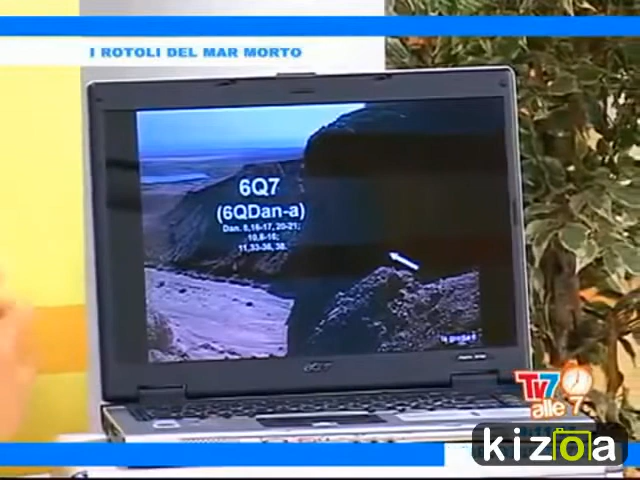 I ROTOLI DEL MAR MORTO
6Q7
(6QDan-a)
Dan. 8,16-17, 20-21;
10,8-16;
11,33-36, 38.
acer
Tv7
alle 7
kizoa